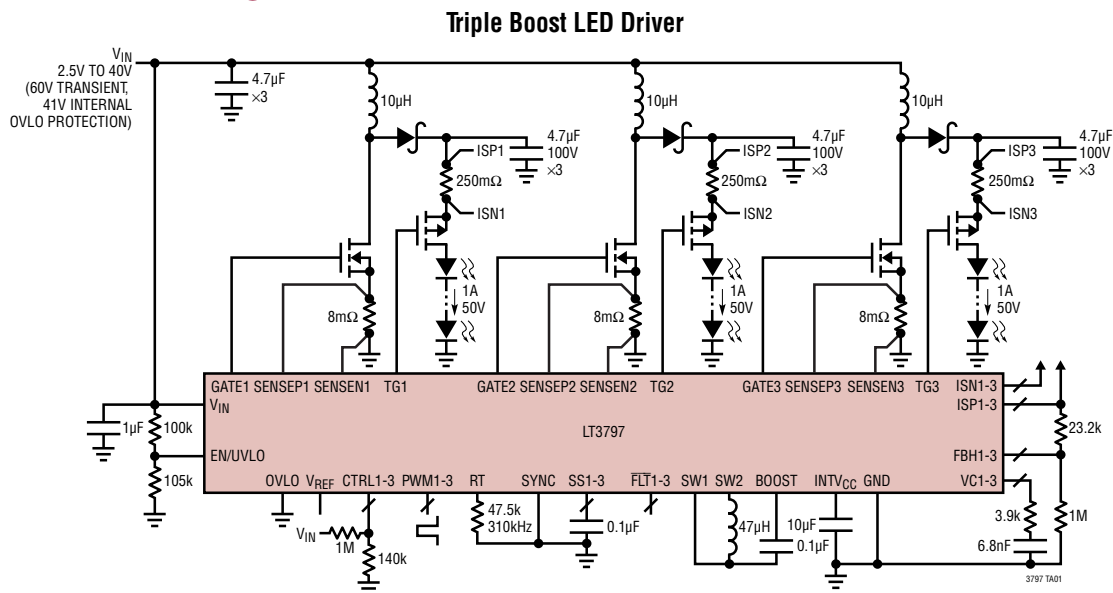 Triple Boost LED Driver
VIN
2.5V TO 40V
(60V TRANSIENT,
41V INTERNAL
OVLO PROTECTION)
4.7µF
×3
10µH
10µH
10µH
ISP1
4.7µF
100V
×3
250mΩ
ISN1
ISP2
4.7µF
100V
×3
250mΩ
ISN2
ISP3
4.7µF
100V
×3
250mΩ
ISN3
1A
50V
8mΩ
1A
50V
8mΩ
1A
50V
8mΩ
GATE1 SENSEP1 SENSEN1 TG1 GATE2 SENSEP2 SENSEN2 TG2 GATE3 SENSEP3 SENSEN3 TG3 ISN1-3
VIN
ISP1-3
1µF
100k
LT3797
23.2k
EN/UVLO
FBH1-3
105k
OVLO VREF CTRL1-3 PWM1-3 RT SYNC SS1-3 FLT1-3 SW1 SW2 BOOST INTVCC GND
VC1-3
47.5k
310kHz
0.1µF
47µH
0.1µF
10µF
3.9k
1M
VIN
1M
140k
6.8nF
3797 TA01